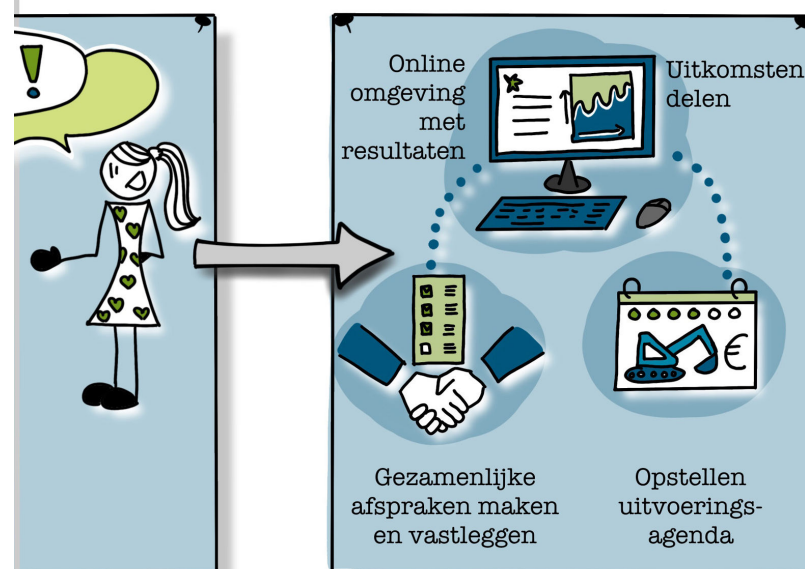 !
Online
omgeving
met
resultaten
Uitkomsten
delen
€
Gezamenlijke
afspraken maken
en vastleggen
Opstellen
uitvoerings-
agenda